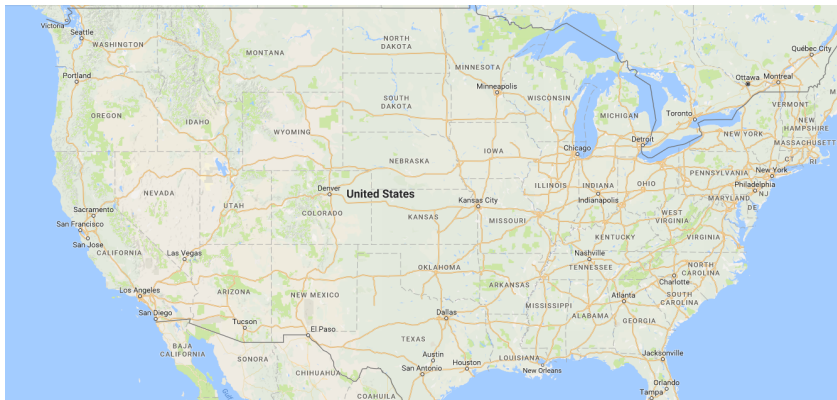 Victoria
Seattle
WASHINGTON
Portland
OREGON
IDAHO
MONTANA
NORTH
DAKOTA
SOUTH
DAKOTA
WYOMING
MINNESOTA
Minneapolis
WISCONSIN
MICHIGAN
Ottawa
Montreal
Québec City
Toronto
VERMONT
NEW
HAMPSHIRE
MASSACHUSETTS
CT
RI
NEW YORK
Detroit
Chicago
IOWA
NEBRASKA
NEVADA
UTAH
Denver
COLORADO
United States
KANSAS
Kansas City
MISSOURI
ILLINOIS
INDIANA
Indianapolis
OHIO
PENNSYLVANIA
New York
Philadelphia
NJ
MARYLAND
DE
WEST
VIRGINIA
VIRGINIA
KENTUCKY
Sacramento
San Francisco
San Jose
CALIFORNIA
Las Vegas
Los Angeles
San Diego
ARIZONA
Tucson
NEW MEXICO
El Paso
OKLAHOMA
ARKANSAS
Nashville
TENNESSEE
NORTH
CAROLINA
Charlotte
SOUTH
CAROLINA
Atlanta
MISSISSIPPI
ALABAMA
GEORGIA
Dallas
TEXAS
Austin
San Antonio
Houston
LOUISIANA
New Orleans
Jacksonville
Orlando
Tampa
BAJA
CALIFORNIA
SONORA
CHIHUAHUA
COAHUILA